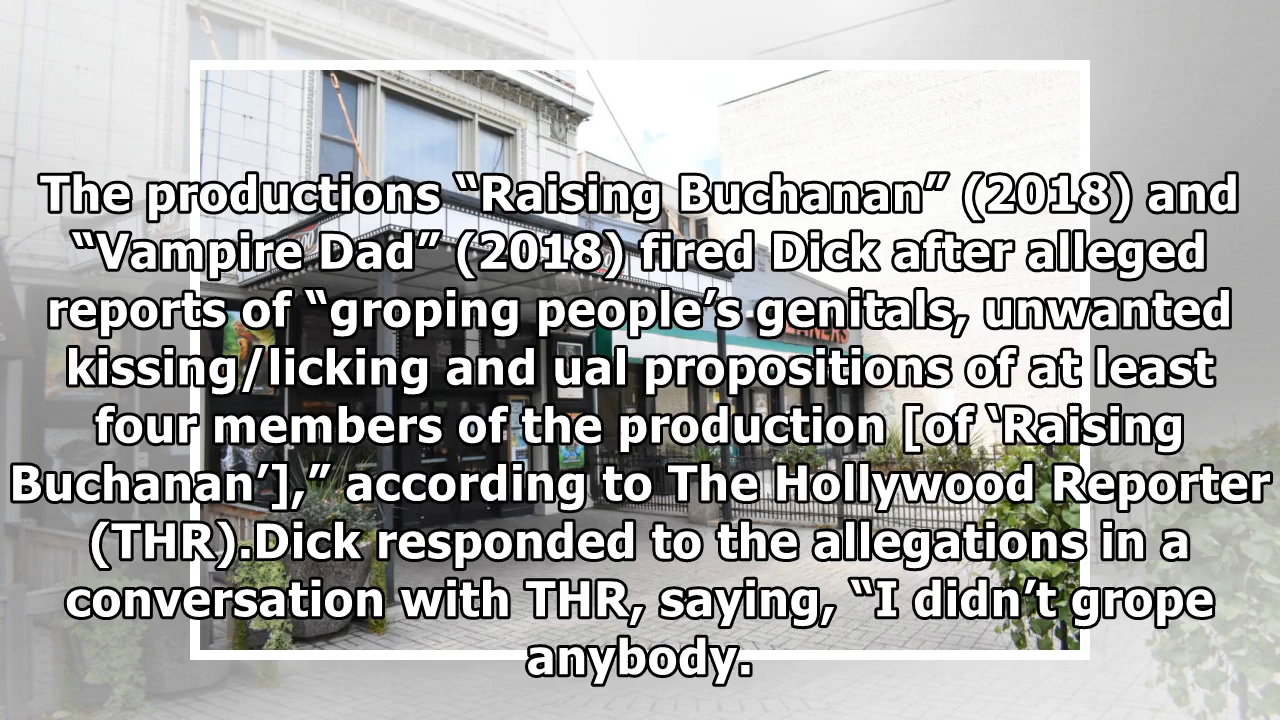 The productions “Raising Buchanan” (2018) and
“Vampire Dad” (2018) fired Dick after alleged
reports of “groping people’s genitals, unwanted
kissing/licking and ual propositions of at least
four members of the production [of ‘Raising
Buchanan’],” according to The Hollywood Reporter
(THR).Dick responded to the allegations in a
conversation with THR, saying, “I didn’t grope
anybody.